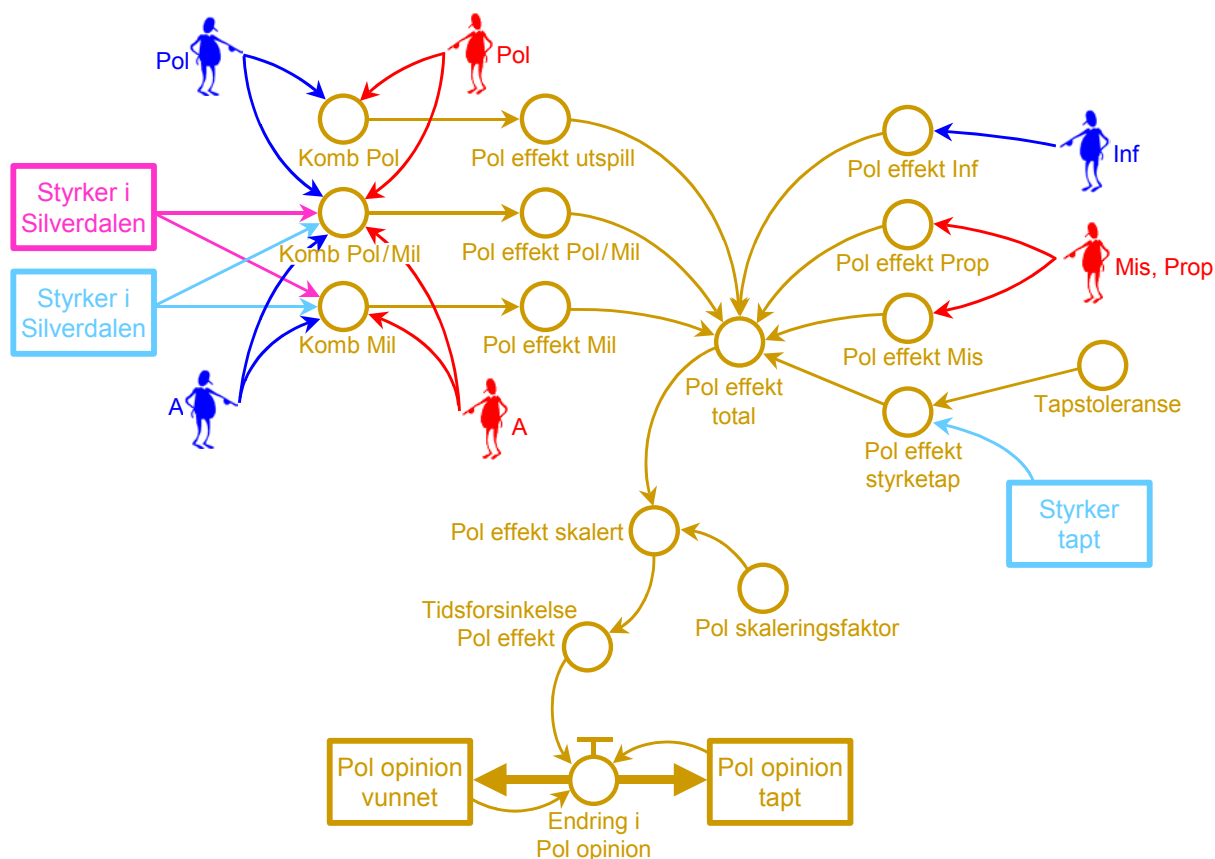 Pol
Pol
Komb Pol
Pol effekt utspill
Pol effekt Inf
Inf
Styrker i
Silverdalen
Komb Pol/Mil
Pol effekt Pol/Mil
Pol effekt Prop
Mis, Prop
Styrker i
Silverdalen
Komb Mil
Pol effekt Mil
Pol effekt Mis
Pol effekt
total
Tapstoleranse
A
A
Pol effekt
styrketap
Styrker
tapt
Pol effekt skalert
Tidsforsinkelse
Pol effekt
Pol skaleringsfaktor
Pol opinion
vunnet
Pol opinion
tapt
Endring i
Pol opinion